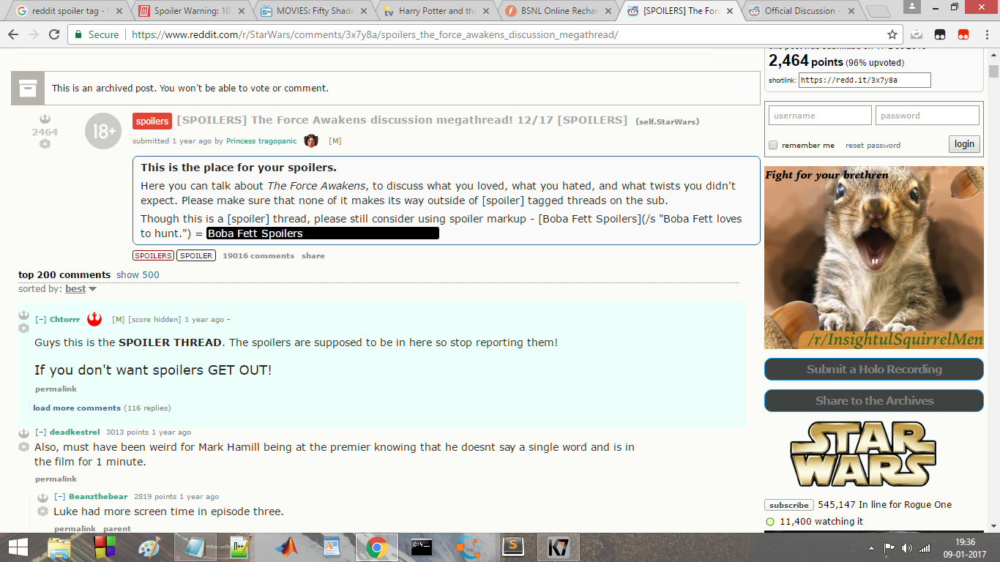 reddit spoiler tag - G
Spoiler Warning: 10
MOVIES: Fifty Shade
Harry Potter and the
BSNL Online Rechar
[SPOILERS] The Forc
Official Discussion -
Secure
https://www.reddit.com/r/StarWars/comments/3x7y8a/spoilers_the_force_awakens_discussion_megathread/
2,464 points (96% upvoted)
shortlink: https://redd.it/3x7y8a
This is an archived post. You won't be able to vote or comment.
username
password
remember me
reset password
login
2464
18+
spoilers [SPOILERS] The Force Awakens discussion megathread! 12/17 [SPOILERS] (self.StarWars)
submitted 1 year ago by Princess tragopanic [M]
This is the place for your spoilers.
Here you can talk about The Force Awakens, to discuss what you loved, what you hated, and what twists you didn't
expect. Please make sure that none of it makes its way outside of [spoiler] tagged threads on the sub.
Though this is a [spoiler] thread, please still consider using spoiler markup - [Boba Fett Spoilers](/s "Boba Fett loves
to hunt.") = Boba Fett Spoilers
SPOILERS SPOILER 19016 comments share
top 200 comments show 500
sorted by: best
[–] Chtorrr [M] [score hidden] 1 year ago -
Guys this is the SPOILER THREAD. The spoilers are supposed to be in here so stop reporting them!
If you don't want spoilers GET OUT!
permalink
load more comments (116 replies)
[–] deadkestrel 3013 points 1 year ago
Also, must have been weird for Mark Hamill being at the premier knowing that he doesnt say a single word and is in
the film for 1 minute.
permalink
[–] Beanzthebear 2819 points 1 year ago
Luke had more screen time in episode three.
permalink parent
Fight for your brethren
/r/InsightulSquirrelMen
Submit a Holo Recording
Share to the Archives
STAR
WARS
subscribe 545,147 In line for Rogue One
11,400 watching it
C:\
N++
S
K7
19:36
09-01-2017